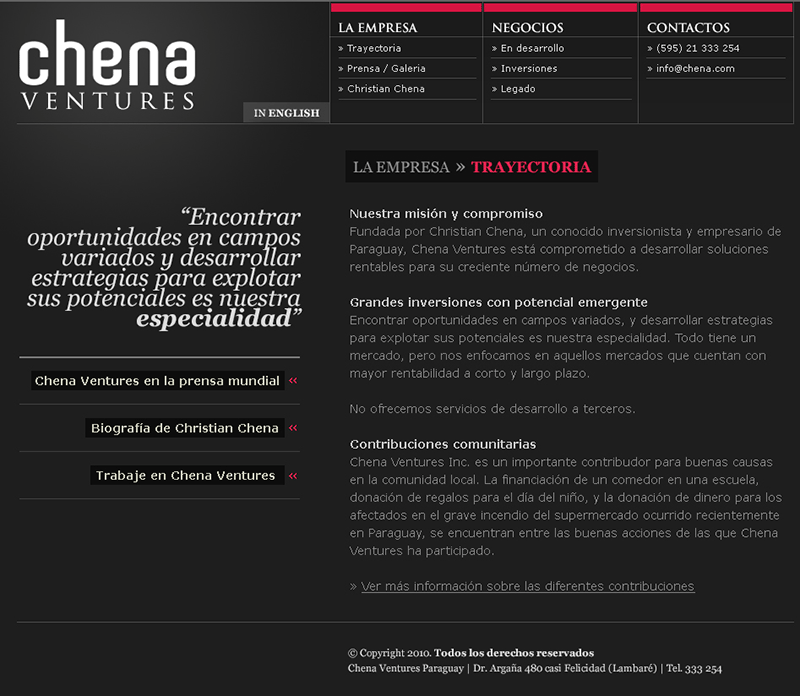 chena
VENTURES
IN ENGLISH
LA EMPRESA
» Trayectoria
» Prensa / Galeria
» Christian Chena
NEGOCIOS
» En desarrollo
» Inversiones
» Legado
CONTACTOS
» (595) 21 333 254
» info@chena.com
“Encontrar
oportunidades en campos
variados y desarrollar
estrategias para explotar
sus potenciales es nuestra
especialidad”
Chena Ventures en la prensa mundial «
Biografía de Christian Chena «
Trabaje en Chena Ventures «
LA EMPRESA » TRAYECTORIA
Nuestra misión y compromiso
Fundada por Christian Chena, un conocido inversionista y empresario de
Paraguay, Chena Ventures está comprometido a desarrollar soluciones
rentables para su creciente número de negocios.
Grandes inversiones con potencial emergente
Encontrar oportunidades en campos variados, y desarrollar estrategias
para explotar sus potenciales es nuestra especialidad. Todo tiene un
mercado, pero nos enfocamos en aquellos mercados que cuentan con
mayor rentabilidad a corto y largo plazo.
No ofrecemos servicios de desarrollo a terceros.
Contribuciones comunitarias
Chena Ventures Inc. es un importante contribudor para buenas causas
en la comunidad local. La financiación de un comedor en una escuela,
donación de regalos para el día del niño, y la donación de dinero para los
afectados en el grave incendio del supermercado ocurrido recientemente
en Paraguay, se encuentran entre las buenas acciones de las que Chena
Ventures ha participado.
» Ver más información sobre las diferentes contribuciones
© Copyright 2010. Todos los derechos reservados
Chena Ventures Paraguay | Dr. Argaña 480 casi Felicidad (Lambaré) | Tel. 333 254